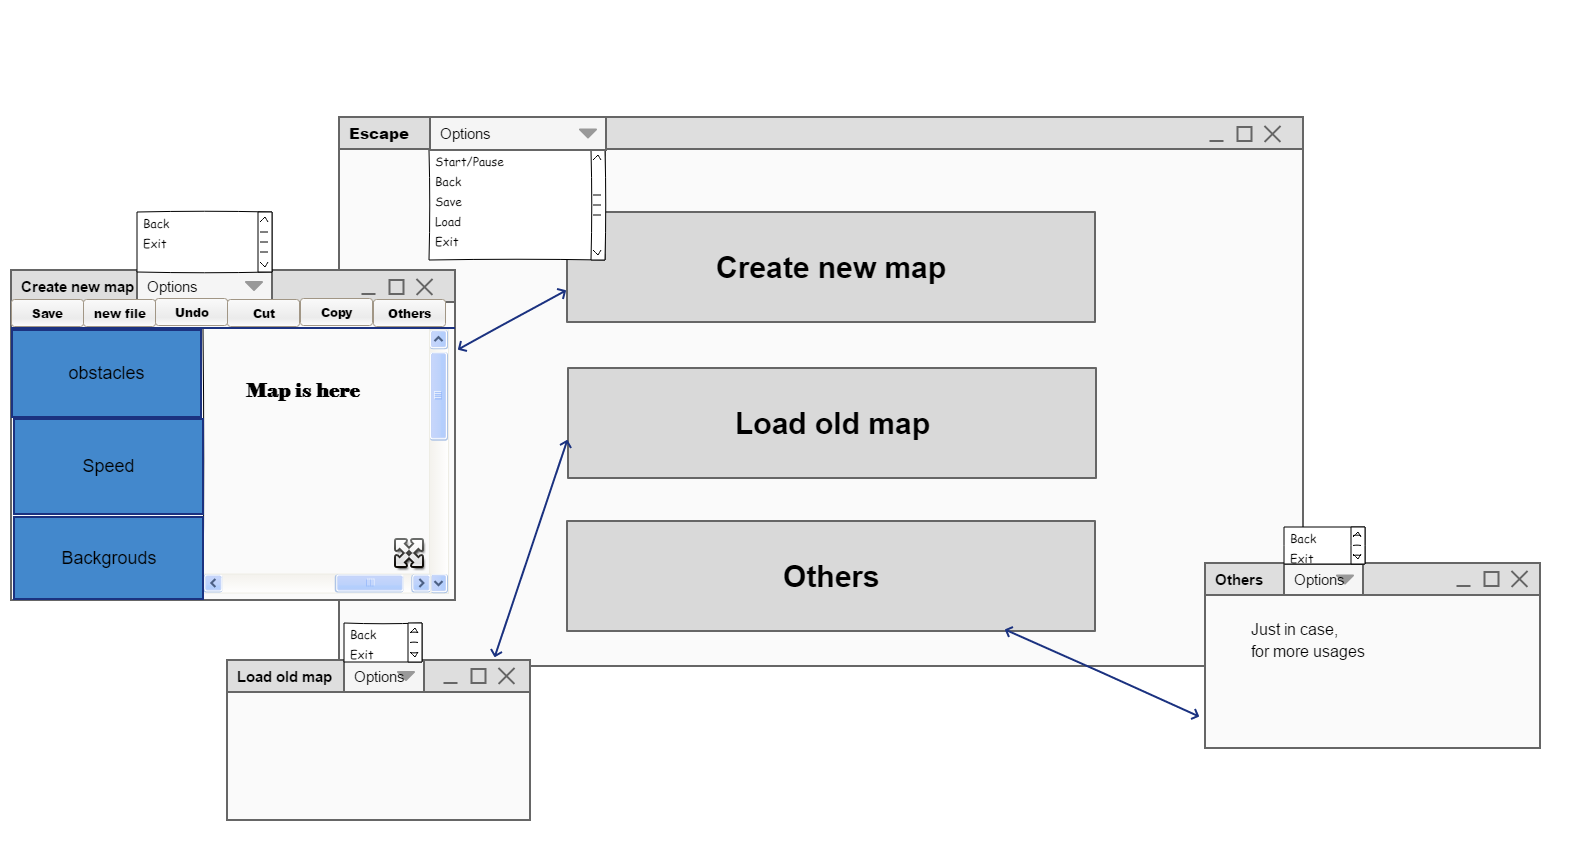 Escape
Options
Start/Pause
Back
Save
Load
Exit
Create new map
Load old map
Others
Back
Exit
Create new map
Options
Save
new file
Undo
Cut
Copy
Others
obstacles
Speed
Backgrouds
Map is here
Back
Exit
Load old map
Options
Back
Exit
Others
Options
Just in case,
for more usages